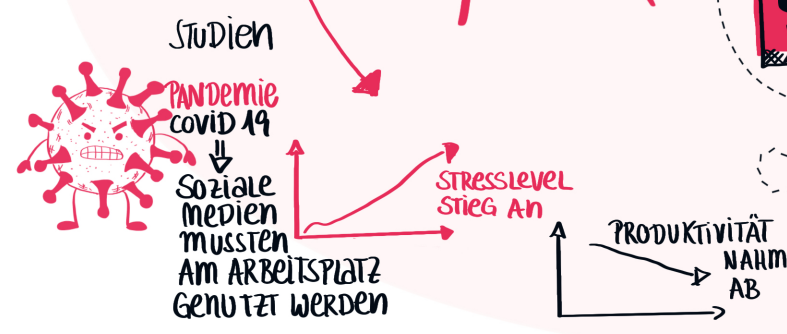 STUDIEN
PANDEMIE
COVID 19
SOZIALE
MEDIEN
MUSSTEN
AM ARBEITSPLATZ
GENUTZT WERDEN
STRESSLEVEL
STIEG AN
PRODUKTIVITÄT
NAHM
AB